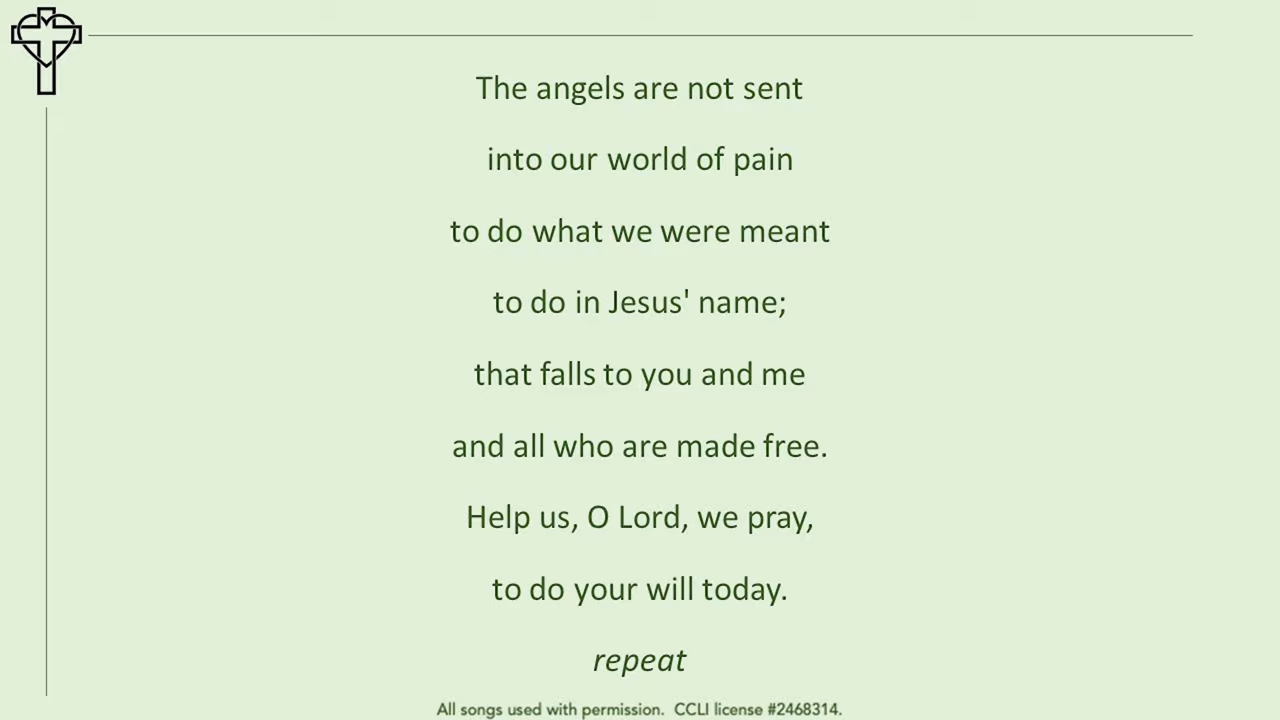 The angels are not sent
into our world of pain
to do what we were meant
to do in Jesus' name;
that falls to you and me
and all who are made free.
Help us, O Lord, we pray,
to do your will today.
repeat
All songs used with permission.  CCLI license #2468314.